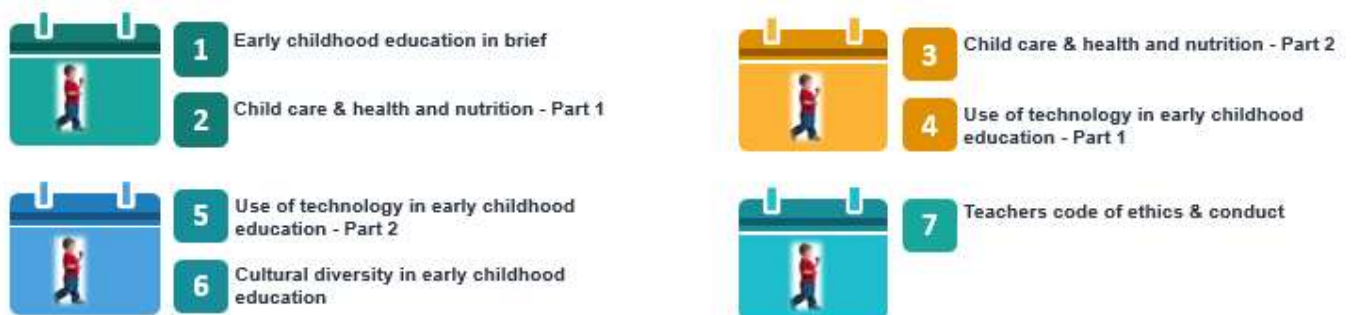 1 Early childhood education in brief
2 Child care & health and nutrition - Part 1
3 Child care & health and nutrition - Part 2
4 Use of technology in early childhood
education - Part 1
5 Use of technology in early childhood
education - Part 2
6 Cultural diversity in early childhood
education
7 Teachers code of ethics & conduct